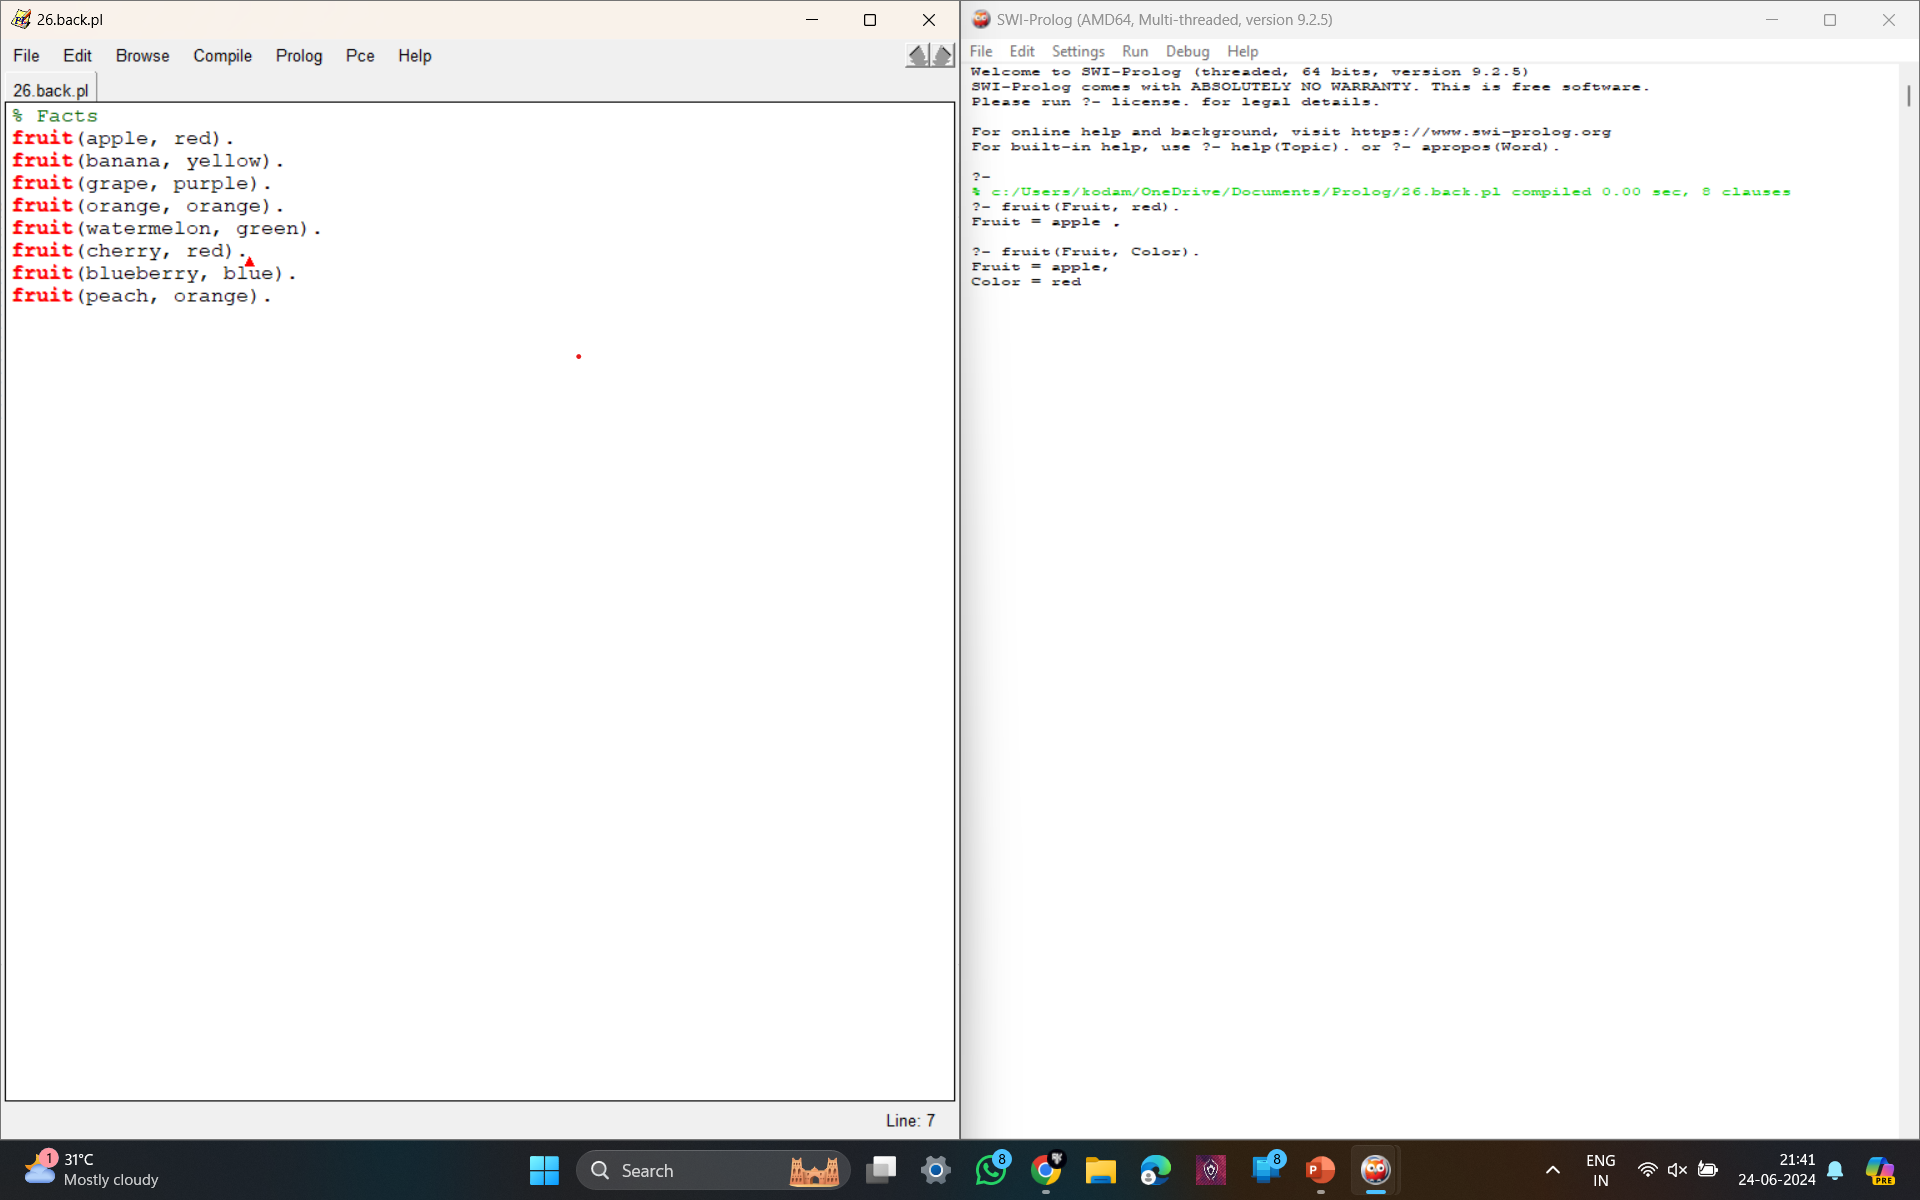 26.back.pl
File Edit Browse Compile Prolog Pce Help
26.back.pl
% Facts
fruit(apple, red).
fruit(banana, yellow).
fruit(grape, purple).
fruit(orange, orange).
fruit(watermelon, green).
fruit(cherry, red).
fruit(blueberry, blue).
fruit(peach, orange).
Line: 7
SWI-Prolog (AMD64, Multi-threaded, version 9.2.5)
File Edit Settings Run Debug Help
Welcome to SWI-Prolog (threaded, 64 bits, version 9.2.5)
SWI-Prolog comes with ABSOLUTELY NO WARRANTY. This is free software.
Please run ?- license. for legal details.
For online help and background, visit https://www.swi-prolog.org
For built-in help, use ?- help(Topic). or ?- apropos(Word).
?-
% c:/Users/kodam/OneDrive/Documents/Prolog/26.back.pl compiled 0.00 sec, 8 clauses
?- fruit(Fruit, red).
Fruit = apple .
?- fruit(Fruit, Color).
Fruit = apple,
Color = red
1
31°C
Mostly cloudy
Search
8
8
P
ENG
IN
21:41
24-06-2024
PRE